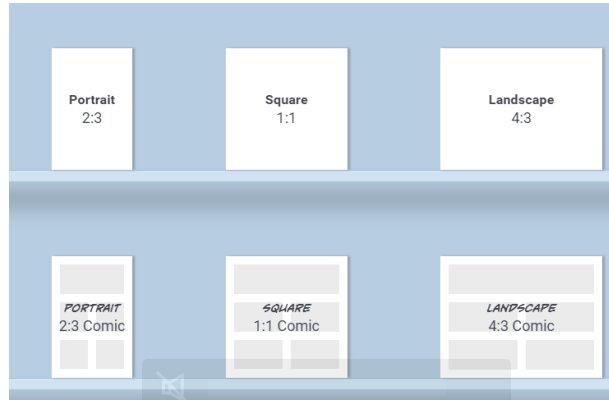 Portrait
2:3
Square
1:1
Landscape
4:3
PORTRAIT
2:3 Comic
SQUARE
1:1 Comic
LANDSCAPE
4:3 Comic